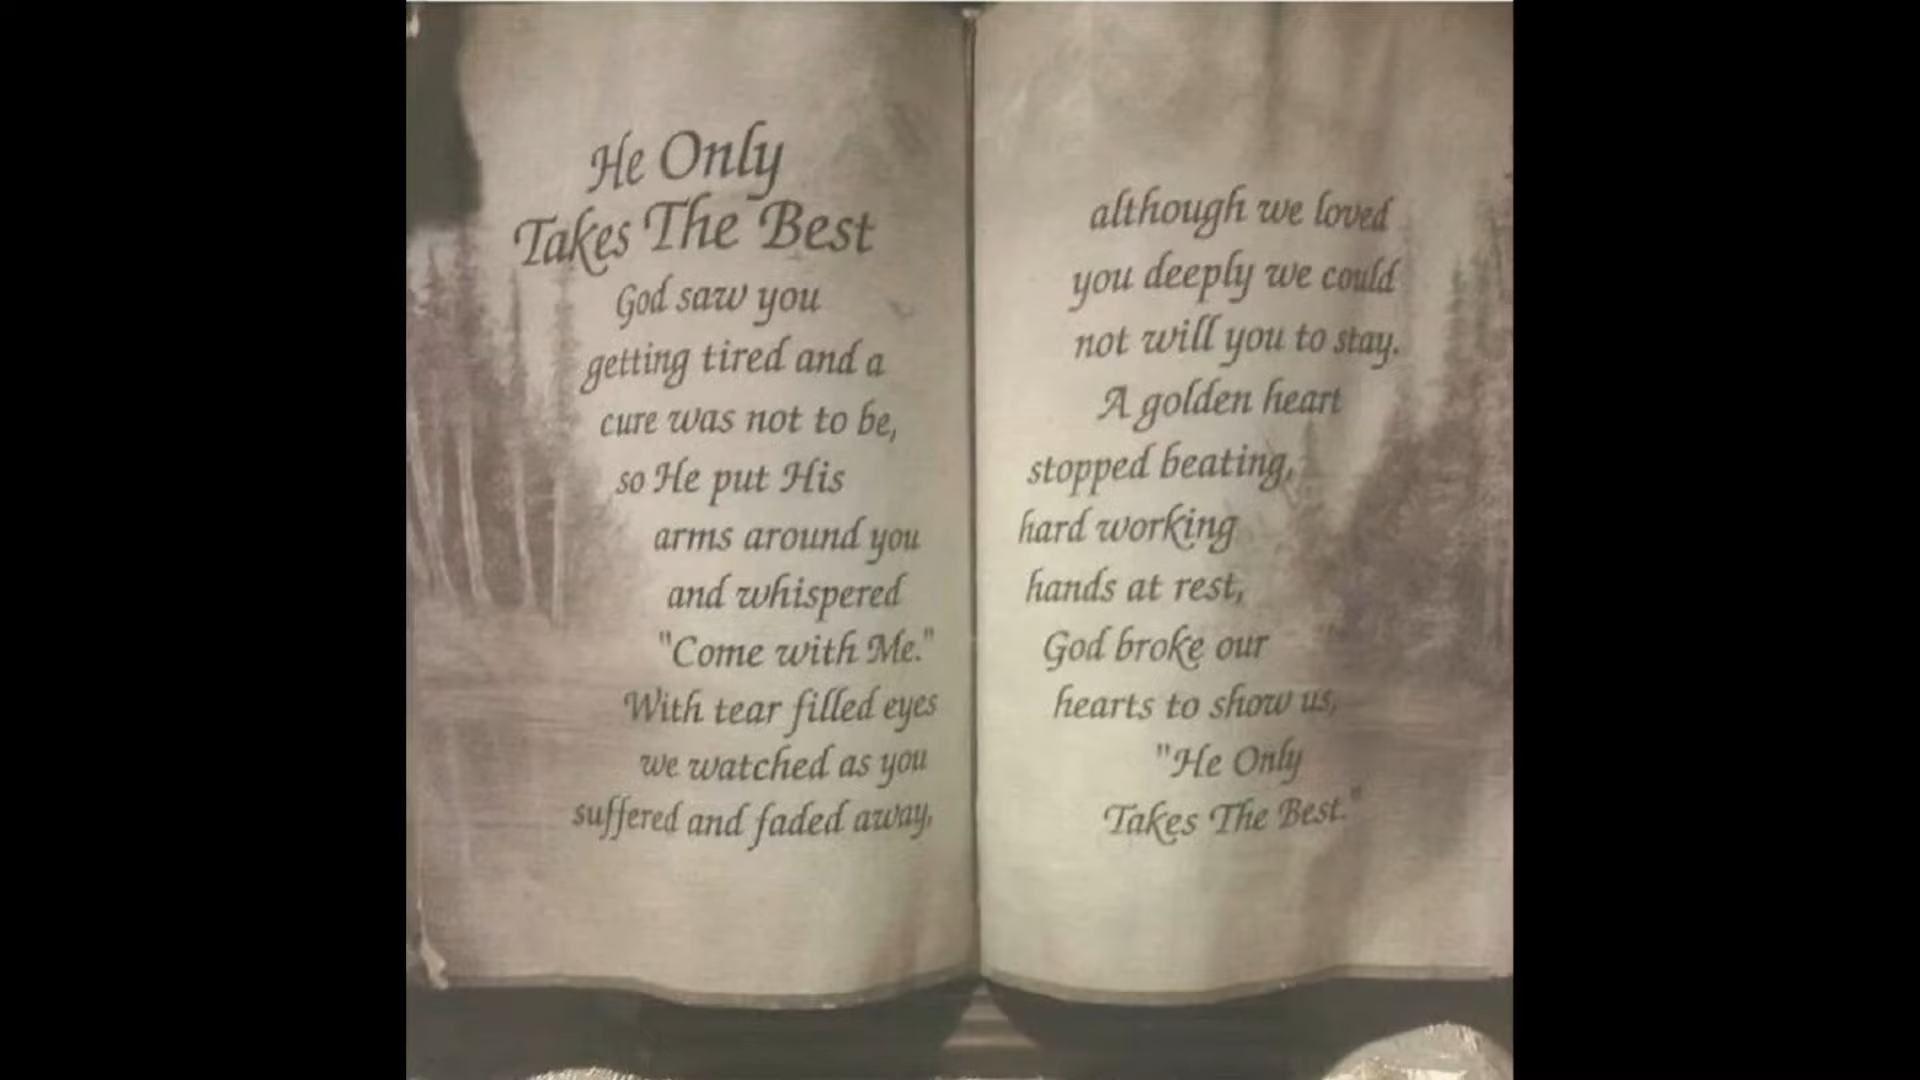 He Only
Takes The Best
God saw you
getting tired and a
cure was not to be,
so He put His
arms around you
and whispered
"Come with Me."
With tear filled eyes
we watched as you
suffered and faded away,
although we loved
you deeply we could
not will you to stay.
A golden heart
stopped beating,
hard working
hands at rest,
God broke our
hearts to show us,
"He Only
Takes The Best."